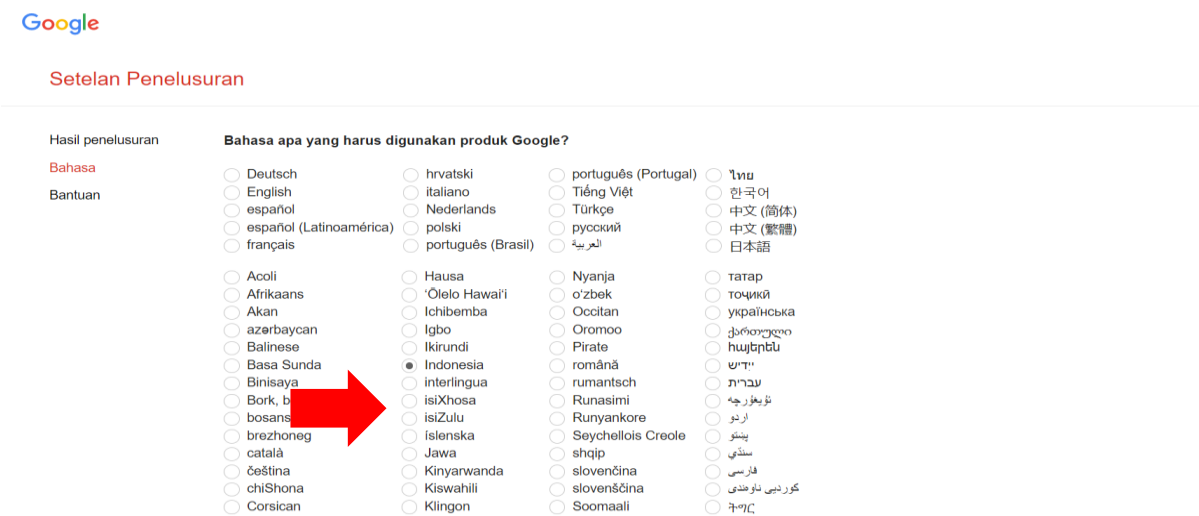 Google
Setelan Penelusuran
Hasil penelusuran
Bahasa
Bantuan
Bahasa apa yang harus digunakan produk Google?
Deutsch
English
español
español (Latinoamérica)
français
hrvatski
italiano
Nederlands
polski
português (Brasil)
português (Portugal)
Tiếng Việt
Türkçe
русский
العربية
ไทย
한국어
中文 (简体)
中文 (繁體)
日本語
Acoli
Afrikaans
Akan
azərbaycan
Balinese
Basa Sunda
Binisaya
Bork, b
bosans
brezhoneg
català
čeština
chiShona
Corsican
Hausa
ʻŌlelo Hawaiʻi
Ichibemba
Igbo
Ikirundi
Indonesia
interlingua
isiXhosa
isiZulu
íslenska
Jawa
Kinyarwanda
Kiswahili
Klingon
Nyanja
o‘zbek
Occitan
Oromoo
Pirate
română
rumantsch
Runasimi
Runyankore
Seychellois Creole
shqip
slovenčina
slovenščina
Soomaali
татар
тоҷикӣ
українська
ქართული
հայերեն
ייִדיש
עברית
ئۇيغۇرچە
اردو
پښتو
سنڌي
فارسی
کوردیی ناوەندی
ትግር